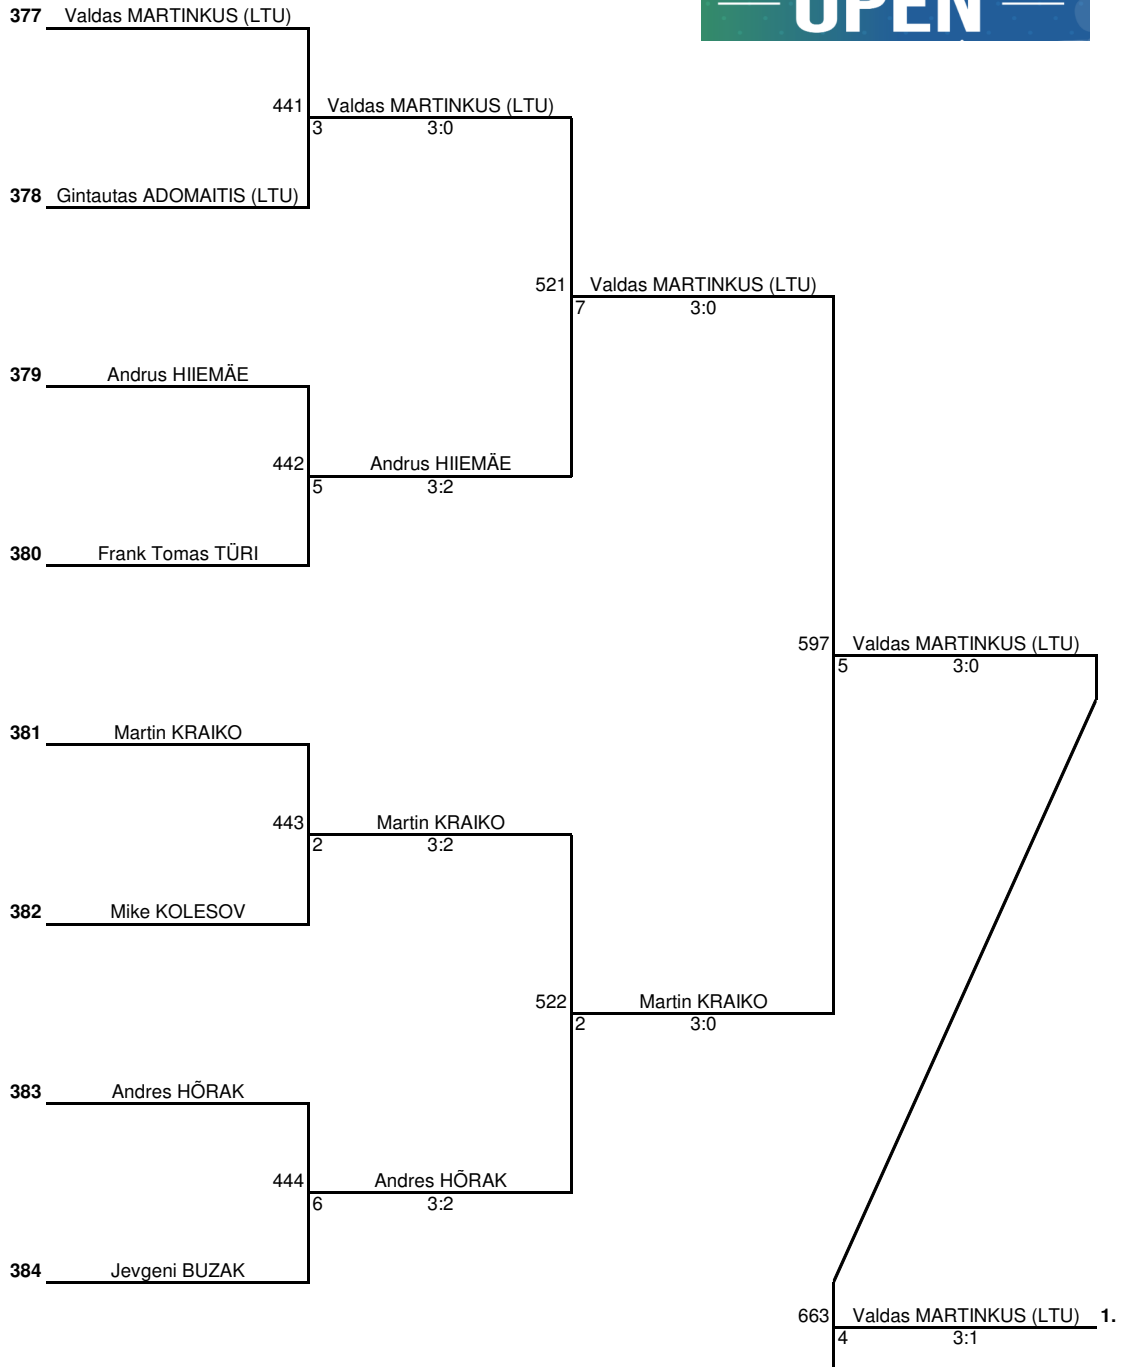 OPEN
377 Valdas MARTINKUS (LTU)
441 Valdas MARTINKUS (LTU)
3 3:0
378 Gintautas ADOMAITIS (LTU)
521 Valdas MARTINKUS (LTU)
7 3:0
379 Andrus HIIEMÄE
442 Andrus HIIEMÄE
5 3:2
380 Frank Tomas TÜRI
597 Valdas MARTINKUS (LTU)
5 3:0
381 Martin KRAIKO
443 Martin KRAIKO
2 3:2
382 Mike KOLESOV
522 Martin KRAIKO
2 3:0
383 Andres HÕRAK
444 Andres HÕRAK
6 3:2
384 Jevgeni BUZAK
663 Valdas MARTINKUS (LTU) 1.
4 3:1